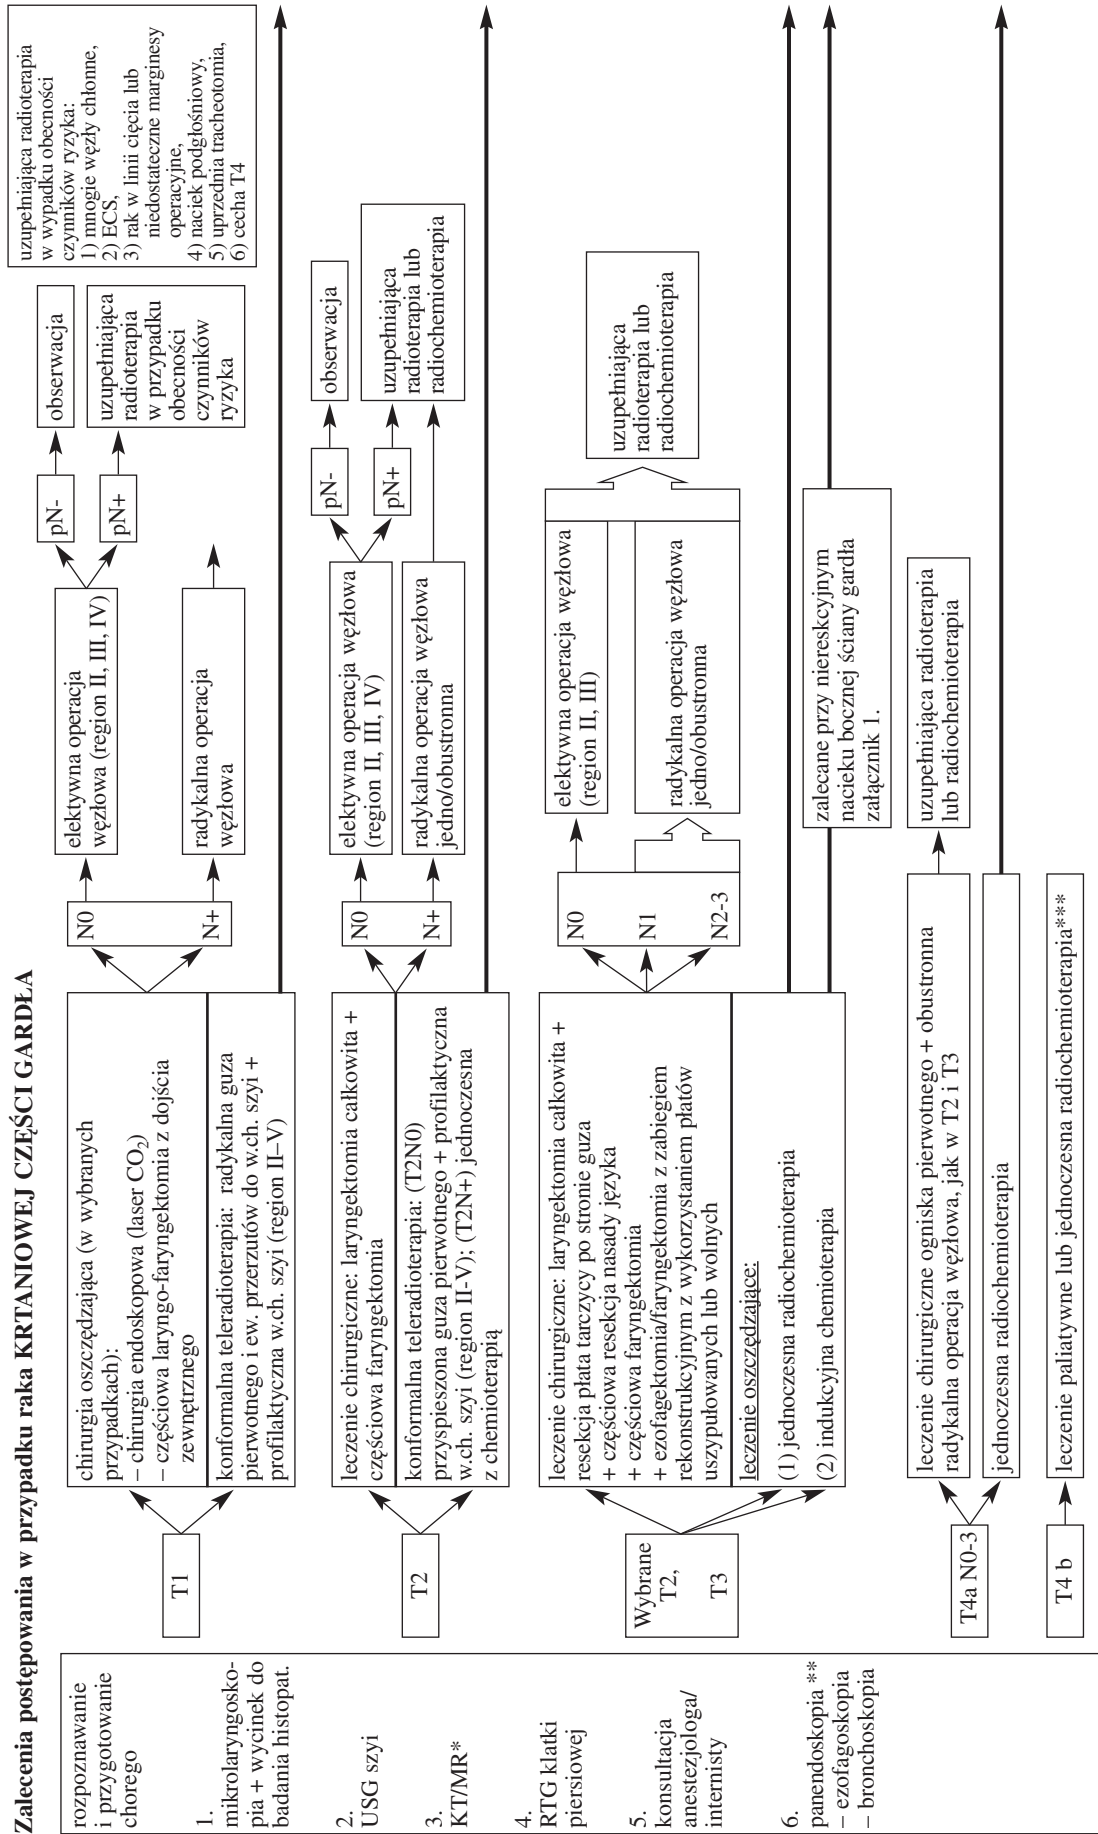 Zalecenia postępowania w przypadku raka KRTANIOWEJ CZĘŚCI GARDŁA
rozpoznawanie
i przygotowanie
chorego
1.
mikrolaryngosko-
pia + wycinek do
badania histopat.
2.
USG szyi
3.
KT/MR*
4.
RTG klatki
piersiowej
5.
konsultacja
anestezjologa/
internisty
6.
panendoskopia **
– ezofagoskopia
– bronchoskopia
T1
chirurgia oszczędzająca (w wybranych
przypadkach):
– chirurgia endoskopowa (laser CO₂)
– częściowa laryngo-faryngektomia z dojścia
zewnętrznego
konformalna teleradioterapia: radykalna guza
pierwotnego i ew. przerzutów do w.ch. szyi +
profilaktyczna w.ch. szyi (region II–V)
N0
N+
elektywna operacja
węzłowa (region II, III, IV)
radykalna operacja
węzłowa
pN-
pN+
obserwacja
uzupełniająca
radioterapia
w przypadku
obecności
czynników
ryzyka
uzupełniająca radioterapia
w wypadku obecności
czynników ryzyka:
1) mnogie węzły chłonne,
2) ECS,
3) rak w linii cięcia lub
niedostateczne marginesy
operacyjne,
4) naciek podgłośniowy,
5) uprzednia tracheotomia,
6) cecha T4
T2
leczenie chirurgiczne: laryngektomia całkowita +
częściowa faryngektomia
konformalna teleradioterapia: (T2N0)
przyspieszona guza pierwotnego + profilaktyczna
w.ch. szyi (region II-V); (T2N+) jednoczesna
z chemioterapią
N0
N+
elektywna operacja węzłowa
(region II, III, IV)
radykalna operacja węzłowa
jedno/obustronna
pN-
pN+
obserwacja
uzupełniająca
radioterapia lub
radiochemioterapia
Wybrane
T2,
T3
leczenie chirurgiczne: laryngektomia całkowita +
resekcja płata tarczycy po stronie guza
+ częściowa resekcja nasady języka
+ częściowa faryngektomia
+ ezofagektomia/faryngektomia z zabiegiem
rekonstrukcyjnym z wykorzystaniem płatów
uszypułowanych lub wolnych
leczenie oszczędzające:
(1) jednoczesna radiochemioterapia
(2) indukcyjna chemioterapia
N0
N1
N2-3
elektywna operacja węzłowa
(region II, III)
radykalna operacja węzłowa
jedno/obustronna
uzupełniająca
radioterapia lub
radiochemioterapia
zalecane przy niereskcyjnym
nacieku bocznej ściany gardła
załącznik 1.
T4a N0-3
leczenie chirurgiczne ogniska pierwotnego + obustronna
radykalna operacja węzłowa, jak w T2 i T3
jednoczesna radiochemioterapia
uzupełniająca radioterapia
lub radiochemioterapia
T4 b
leczenie paliatywne lub jednoczesna radiochemioterapia***